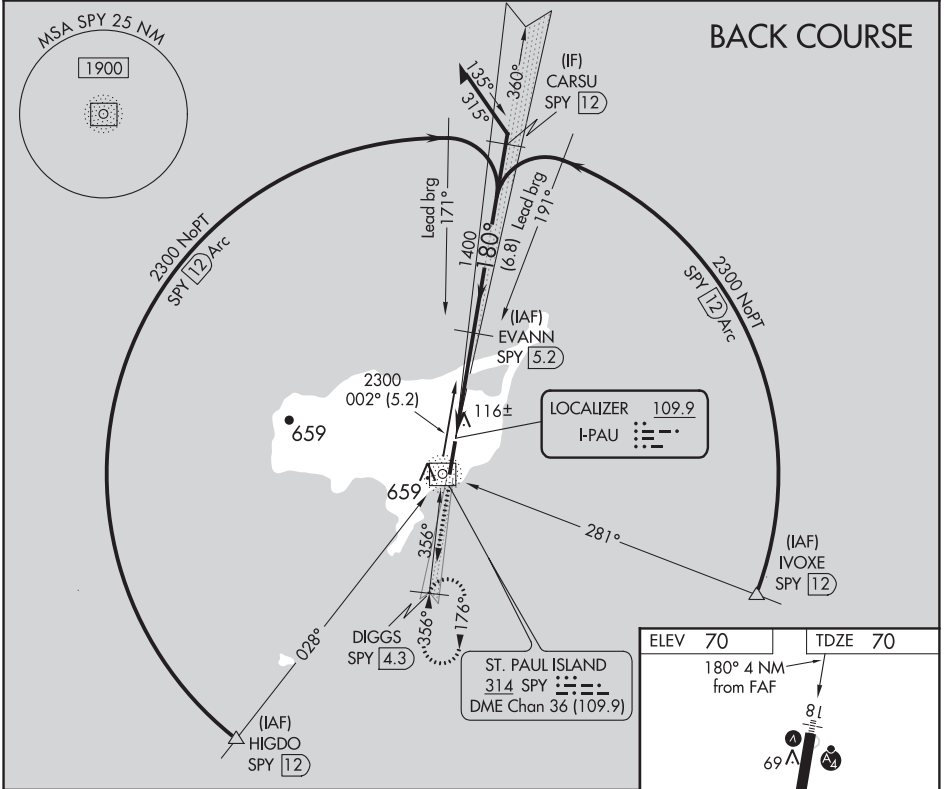 BACK COURSE
MSA SPY 25 NM
1900
135°
315°
360°
(IF)
CARSU
SPY 12
2300 NoPT
SPY 12 Arc
Lead brg
171°
1400
180°
(6.8)
Lead brg
191°
2300 NoPT
SPY 12 Arc
(IAF)
EVANN
SPY 5.2
2300
002° (5.2)
116±
LOCALIZER 109.9
I-PAU
659
659
356°
281°
(IAF)
IVOXE
SPY 12
028°
DIGGS
SPY 4.3
356°
176°
ST. PAUL ISLAND
314 SPY
DME Chan 36 (109.9)
(IAF)
HIGDO
SPY 12
ELEV 70
TDZE 70
180° 4 NM
from FAF
18
69
A4